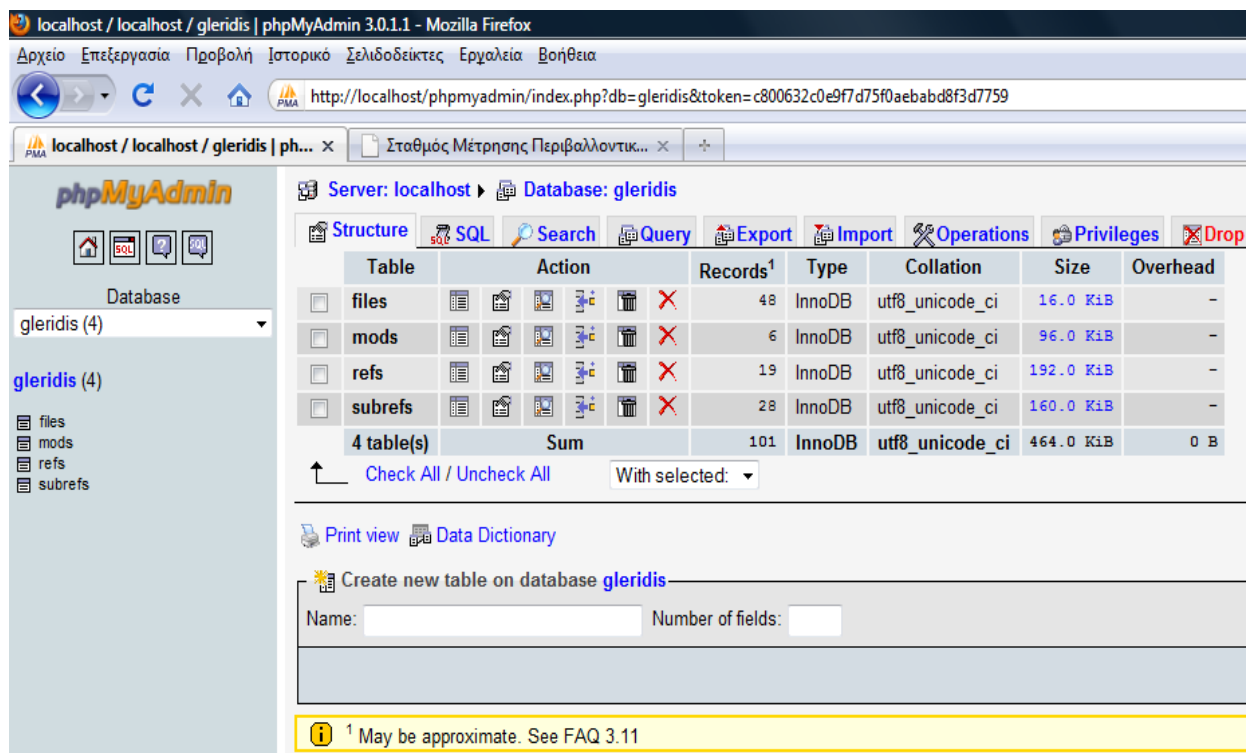 localhost / localhost / gleridis | phpMyAdmin 3.0.1.1 - Mozilla Firefox
Αρχείο Επεξεργασία Προβολή Ιστορικό Σελιδοδείκτες Εργαλεία Βοήθεια
PMA http://localhost/phpmyadmin/index.php?db=gleridis&token=c800632c0e9f7d75f0aebabd8f3d7759
PMA localhost / localhost / gleridis | ph... Σταθμός Μέτρησης Περιβαλλοντικ...
phpMyAdmin
SQL SQL
Database
gleridis (4)
gleridis (4)
files
mods
refs
subrefs
Server: localhost Database: gleridis
Structure SQL Search Query Export Import Operations Privileges Drop
Table Action Records1 Type Collation Size Overhead
files 48 InnoDB utf8_unicode_ci 16.0 KiB -
mods 6 InnoDB utf8_unicode_ci 96.0 KiB -
refs 19 InnoDB utf8_unicode_ci 192.0 KiB -
subrefs 28 InnoDB utf8_unicode_ci 160.0 KiB -
4 table(s) Sum 101 InnoDB utf8_unicode_ci 464.0 KiB 0 B
Check All / Uncheck All With selected:
Print view Data Dictionary
Create new table on database gleridis
Name: Number of fields:
1 May be approximate. See FAQ 3.11